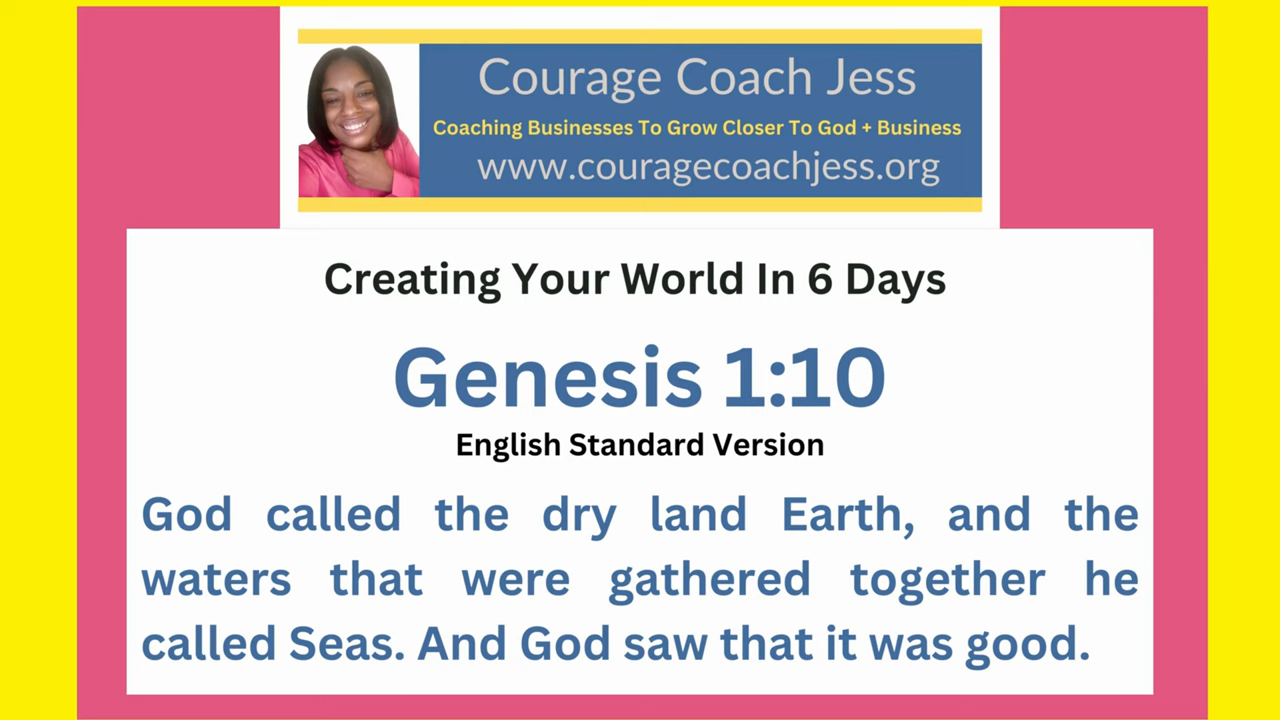 Courage Coach Jess
Coaching Businesses To Grow Closer To God + Business
www.couragecoachjess.org
Creating Your World In 6 Days
Genesis 1:10
English Standard Version
God called the dry land Earth, and the
waters that were gathered together he
called Seas. And God saw that it was good.